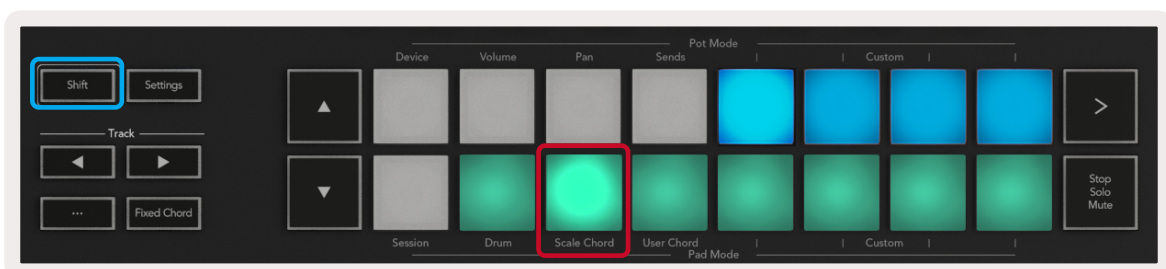 Pot Mode
Device Volume Pan Sends | | Custom | |
Shift Settings
▲ >
Track
◀ ▶
▼ Stop
Solo
Mute
... Fixed Chord
Session Drum Scale Chord User Chord | | Custom | |
Pad Mode